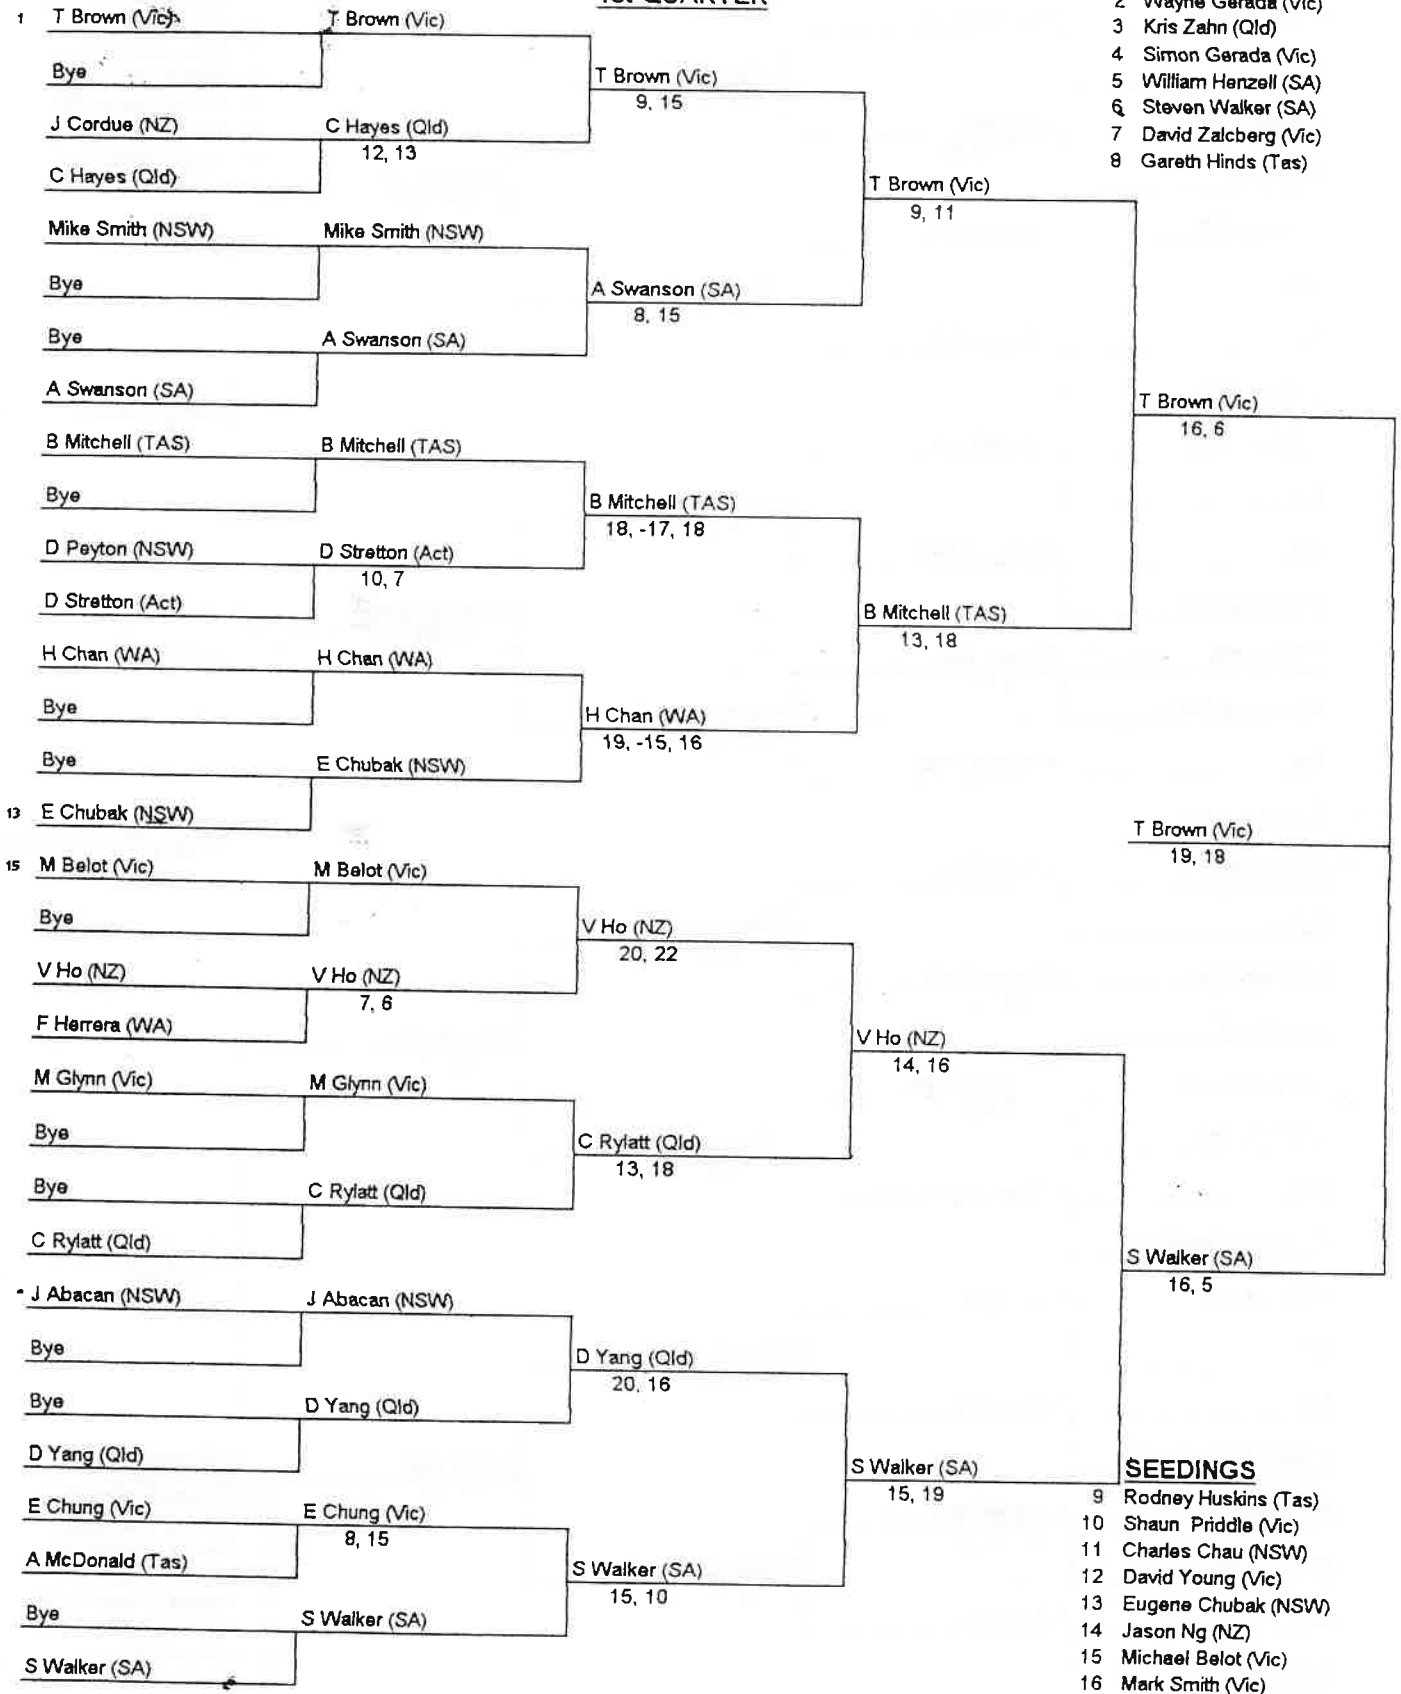 1 T Brown (Vic)
Bye
J Cordue (NZ)
C Hayes (Qld)
Mike Smith (NSW)
Bye
Bye
A Swanson (SA)
B Mitchell (TAS)
Bye
D Peyton (NSW)
D Stretton (Act)
H Chan (WA)
Bye
Bye
13 E Chubak (NSW)
15 M Belot (Vic)
Bye
V Ho (NZ)
F Herrera (WA)
M Glynn (Vic)
Bye
Bye
C Rylatt (Qld)
J Abacan (NSW)
Bye
Bye
D Yang (Qld)
E Chung (Vic)
A McDonald (Tas)
Bye
S Walker (SA)
T Brown (Vic)
C Hayes (Qld)
12, 13
Mike Smith (NSW)
A Swanson (SA)
B Mitchell (TAS)
D Stretton (Act)
10, 7
H Chan (WA)
E Chubak (NSW)
M Belot (Vic)
V Ho (NZ)
7, 6
M Glynn (Vic)
C Rylatt (Qld)
J Abacan (NSW)
D Yang (Qld)
E Chung (Vic)
8, 15
S Walker (SA)
1st QUARTER
T Brown (Vic)
9, 15
A Swanson (SA)
8, 15
B Mitchell (TAS)
18, -17, 18
H Chan (WA)
19, -15, 16
V Ho (NZ)
20, 22
C Rylatt (Qld)
13, 18
D Yang (Qld)
20, 16
S Walker (SA)
15, 10
T Brown (Vic)
9, 11
B Mitchell (TAS)
13, 18
V Ho (NZ)
14, 16
S Walker (SA)
15, 19
T Brown (Vic)
16, 6
S Walker (SA)
16, 5
T Brown (Vic)
19, 18
2 Wayne Gerada (Vic)
3 Kris Zahn (Qld)
4 Simon Gerada (Vic)
5 William Henzell (SA)
6 Steven Walker (SA)
7 David Zalcberg (Vic)
8 Gareth Hinds (Tas)
SEEDINGS
9 Rodney Huskins (Tas)
10 Shaun Priddle (Vic)
11 Charles Chau (NSW)
12 David Young (Vic)
13 Eugene Chubak (NSW)
14 Jason Ng (NZ)
15 Michael Belot (Vic)
16 Mark Smith (Vic)